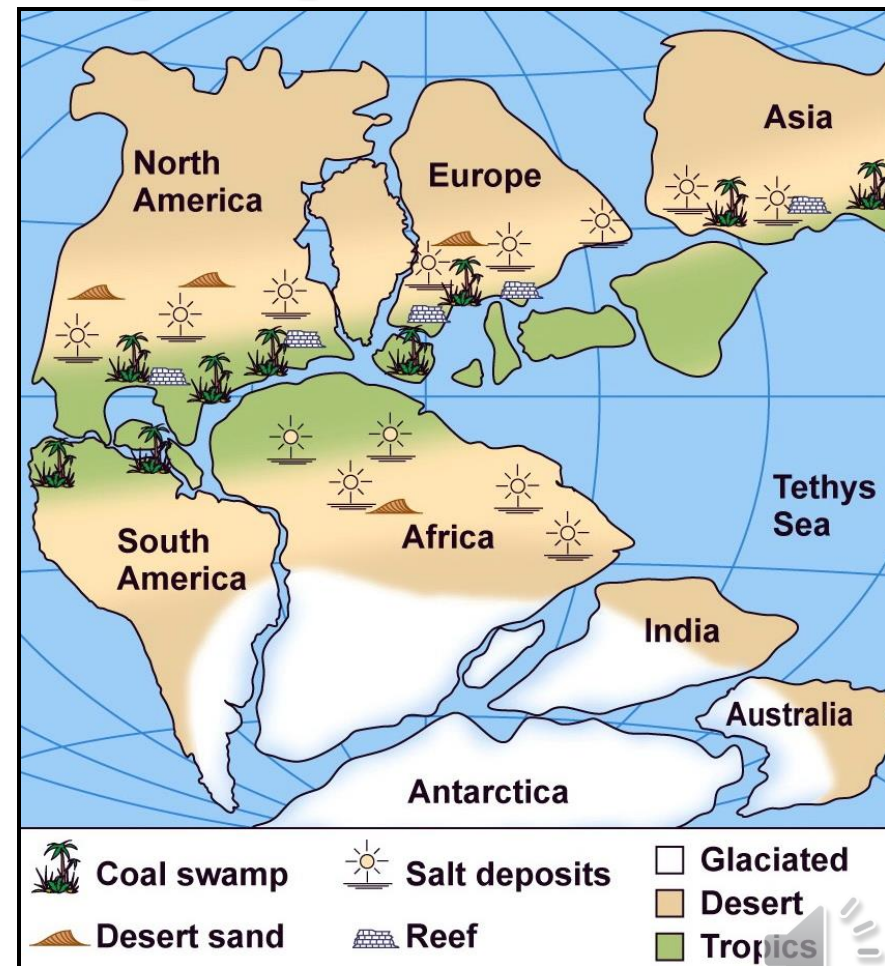 Asia
North
America
Europe
Tethys
Sea
Africa
South
America
India
Australia
Antarctica
Coal swamp
Salt deposits
Glaciated
Desert
Desert sand
Reef
Tropics